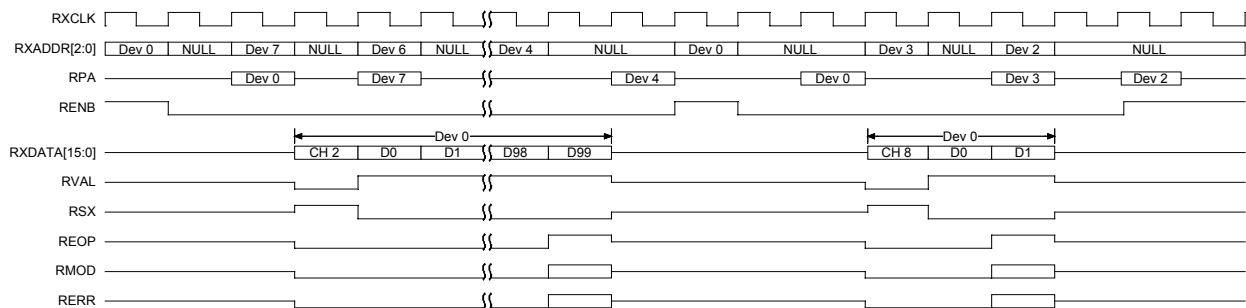 RXCLK
RXADDR[2:0] Dev 0 NULL Dev 7 NULL Dev 6 NULL Dev 4 NULL Dev 0 NULL Dev 3 NULL Dev 2 NULL
RPA Dev 0 Dev 7 Dev 4 Dev 0 Dev 3 Dev 2
RENB
Dev 0 Dev 0
RXDATA[15:0] CH 2 D0 D1 D98 D99 CH 8 D0 D1
RVAL
RSX
REOP
RMOD
RERR